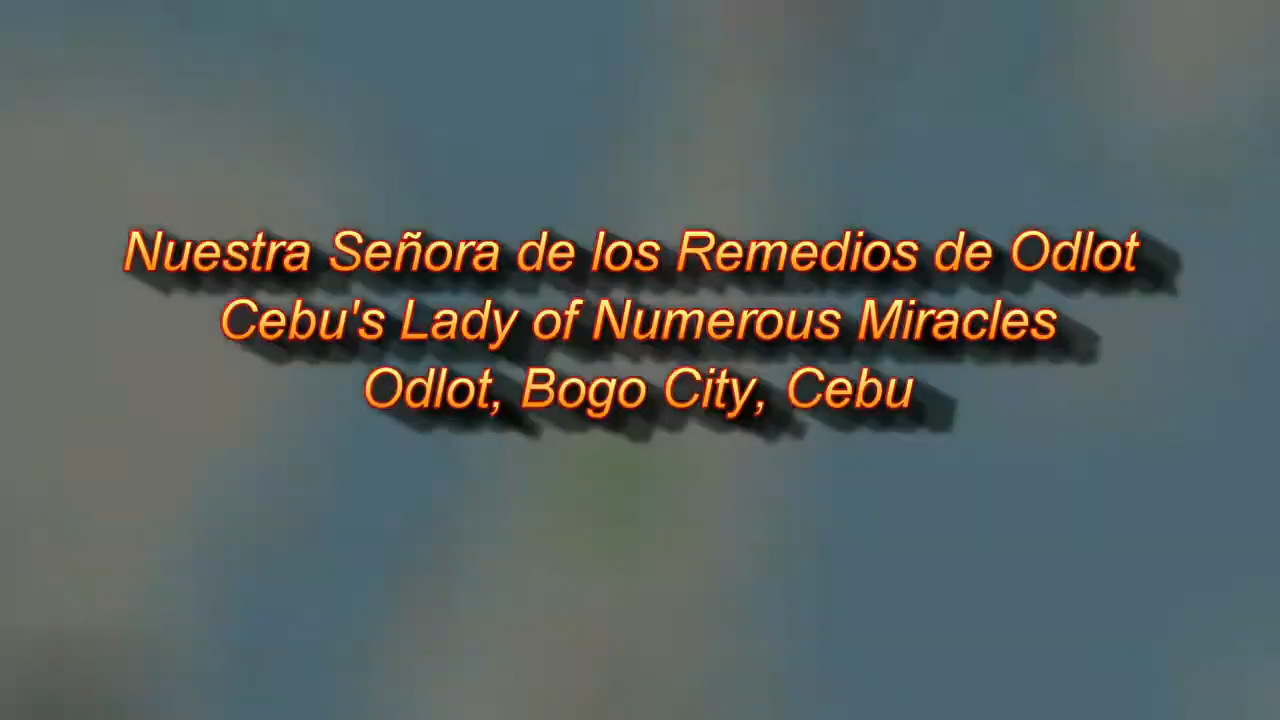 Nuestra Señora de los Remedios de Odlot
Cebu's Lady of Numerous Miracles
Odlot, Bogo City, Cebu